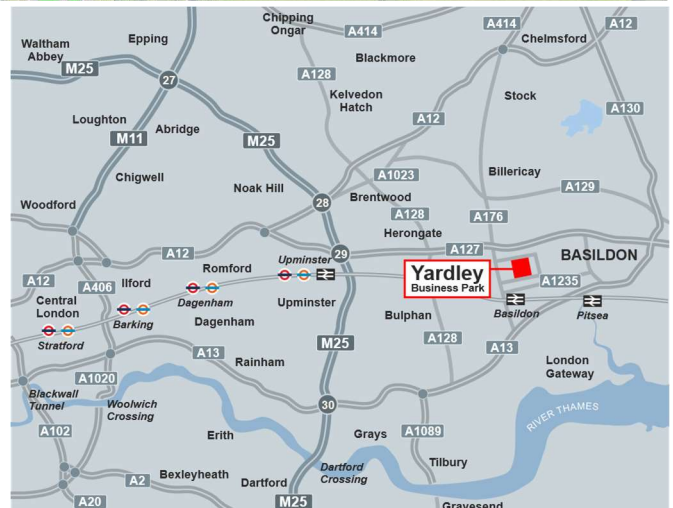 Chipping
Ongar
A414
A414
A12
Chelmsford
Epping
Waltham
Abbey
M25
Blackmore
A128
27
Kelvedon
Hatch
Stock
A130
Loughton
Abridge
M11
M25
A12
Chigwell
Noak Hill
A1023
Billericay
A129
Brentwood
28
Woodford
A128
A176
Herongate
A12
29
A127
BASILDON
Upminster
Romford
Yardley
Business Park
A12
A406
Ilford
Dagenham
A1235
Central
London
Upminster
Barking
Dagenham
Bulphan
Basildon
Pitsea
Stratford
M25
A128
A13
A13
Rainham
London
Gateway
A1020
Blackwall
Tunnel
Woolwich
Crossing
30
RIVER THAMES
A102
Erith
Grays
A1089
Bexleyheath
Dartford
Crossing
Tilbury
A2
Dartford
A20
M25
Gravesend